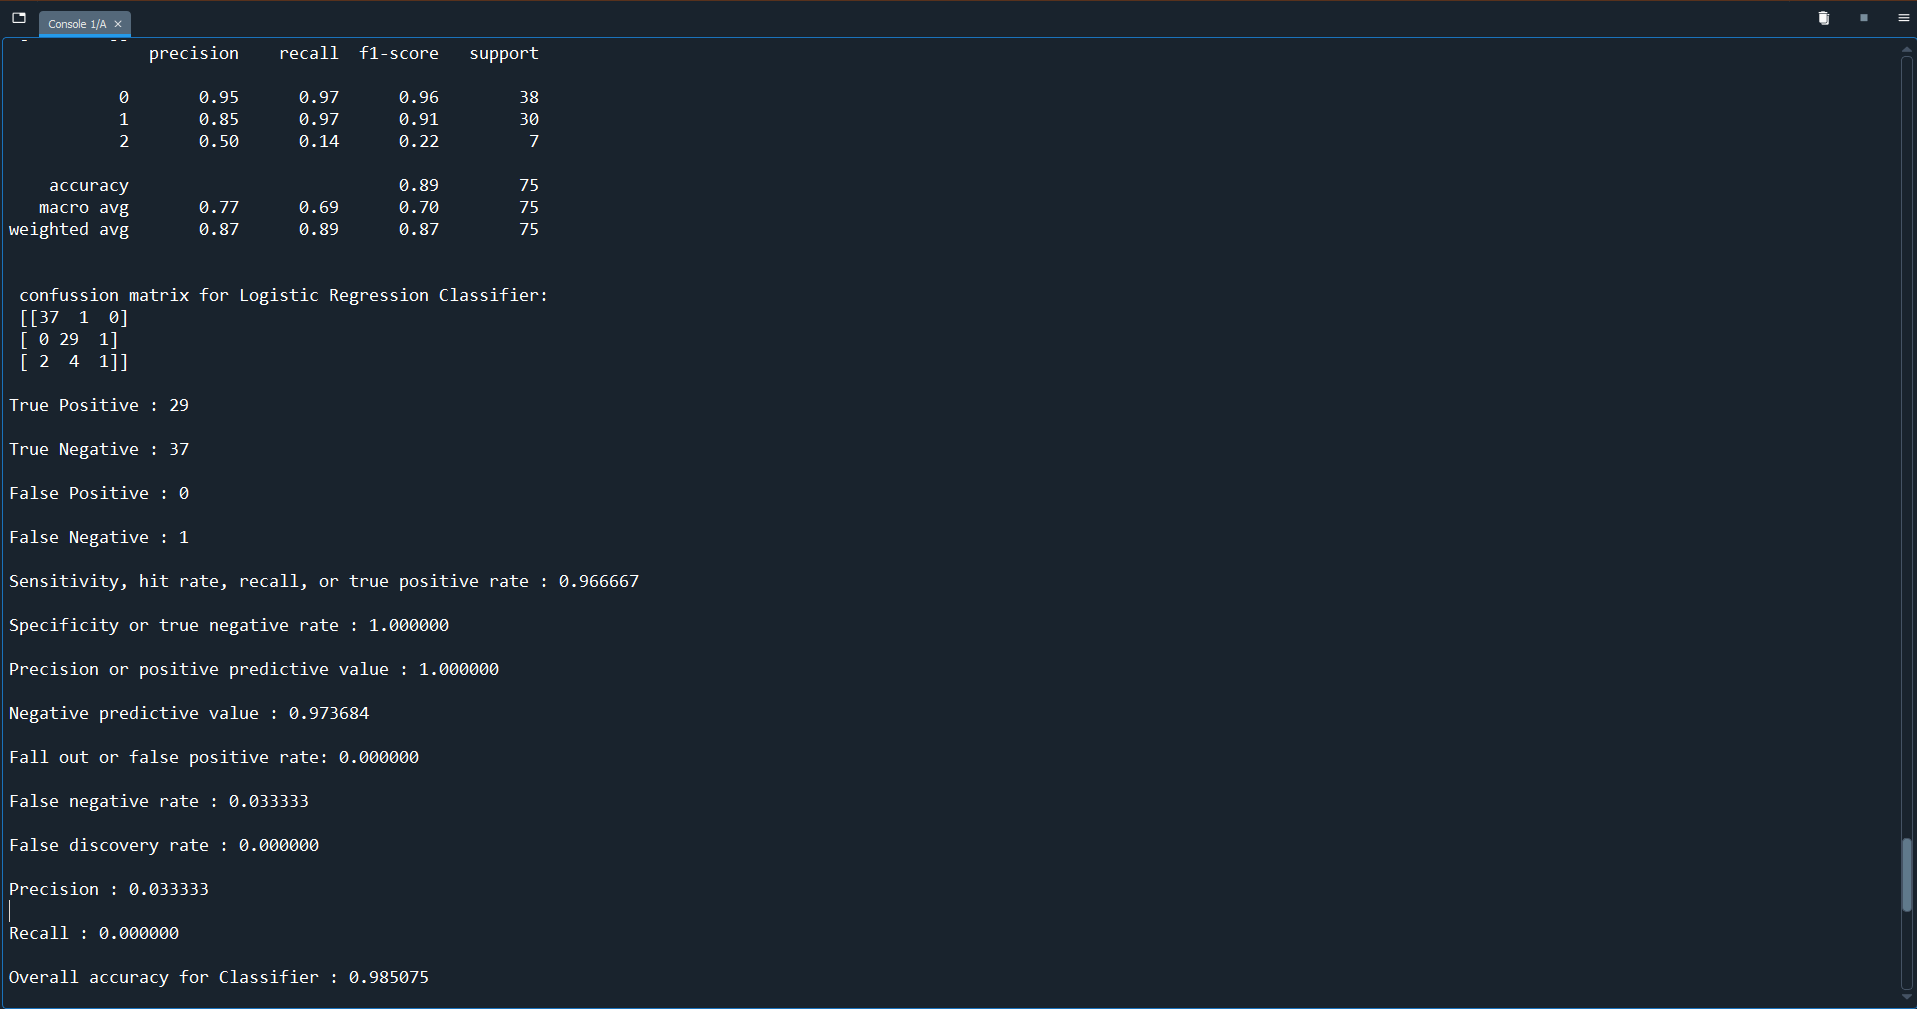 Console 1/A
precision recall f1-score support
0 0.95 0.97 0.96 38
1 0.85 0.97 0.91 30
2 0.50 0.14 0.22 7
accuracy 0.89 75
macro avg 0.77 0.69 0.70 75
weighted avg 0.87 0.89 0.87 75
confussion matrix for Logistic Regression Classifier:
[[37 1 0]
[ 0 29 1]
[ 2 4 1]]
True Positive : 29
True Negative : 37
False Positive : 0
False Negative : 1
Sensitivity, hit rate, recall, or true positive rate : 0.966667
Specificity or true negative rate : 1.000000
Precision or positive predictive value : 1.000000
Negative predictive value : 0.973684
Fall out or false positive rate: 0.000000
False negative rate : 0.033333
False discovery rate : 0.000000
Precision : 0.033333
Recall : 0.000000
Overall accuracy for Classifier : 0.985075